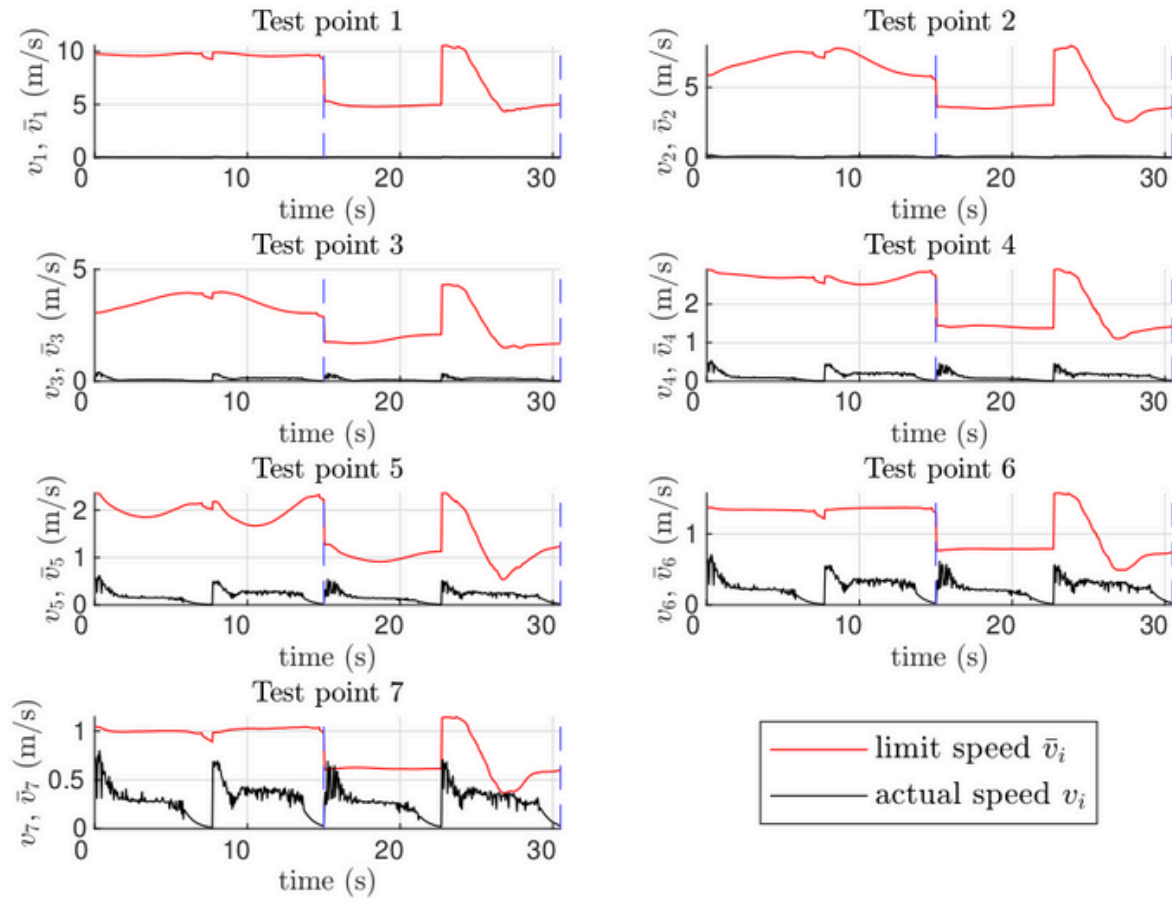 Test point 1
v₁, v̄₁ (m/s)
10
5
0
0 10 20 30
time (s)
Test point 2
v₂, v̄₂ (m/s)
5
0
0 10 20 30
time (s)
Test point 3
v₃, v̄₃ (m/s)
5
0
0 10 20 30
time (s)
Test point 4
v₄, v̄₄ (m/s)
2
1
0
0 10 20 30
time (s)
Test point 5
v₅, v̄₅ (m/s)
2
1
0
0 10 20 30
time (s)
Test point 6
v₆, v̄₆ (m/s)
1
0
0 10 20 30
time (s)
Test point 7
v₇, v̄₇ (m/s)
1
0.5
0
0 10 20 30
time (s)
limit speed v̄ᵢ
actual speed vᵢ